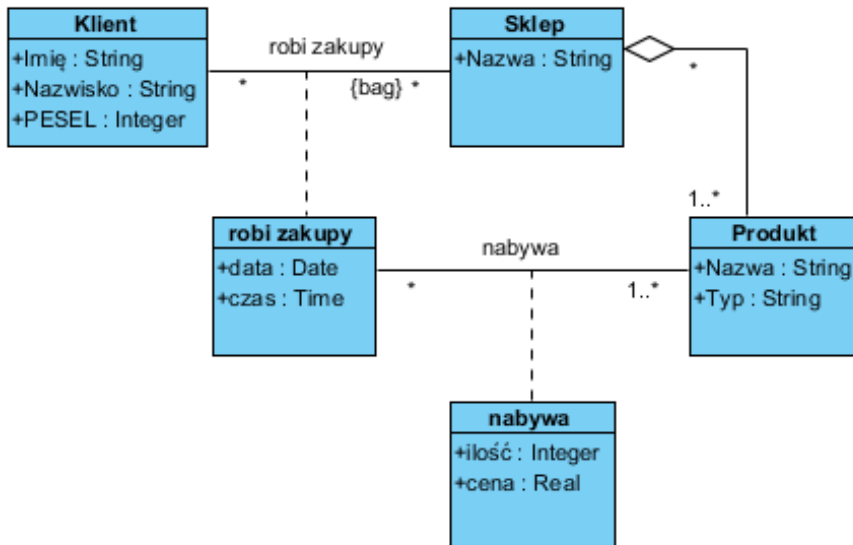 Klient
+Imię : String
+Nazwisko : String
+PESEL : Integer
robi zakupy
*
{bag} *
Sklep
+Nazwa : String
*
1..*
robi zakupy
+data : Date
+czas : Time
nabywa
*
1..*
Produkt
+Nazwa : String
+Typ : String
nabywa
+ilość : Integer
+cena : Real